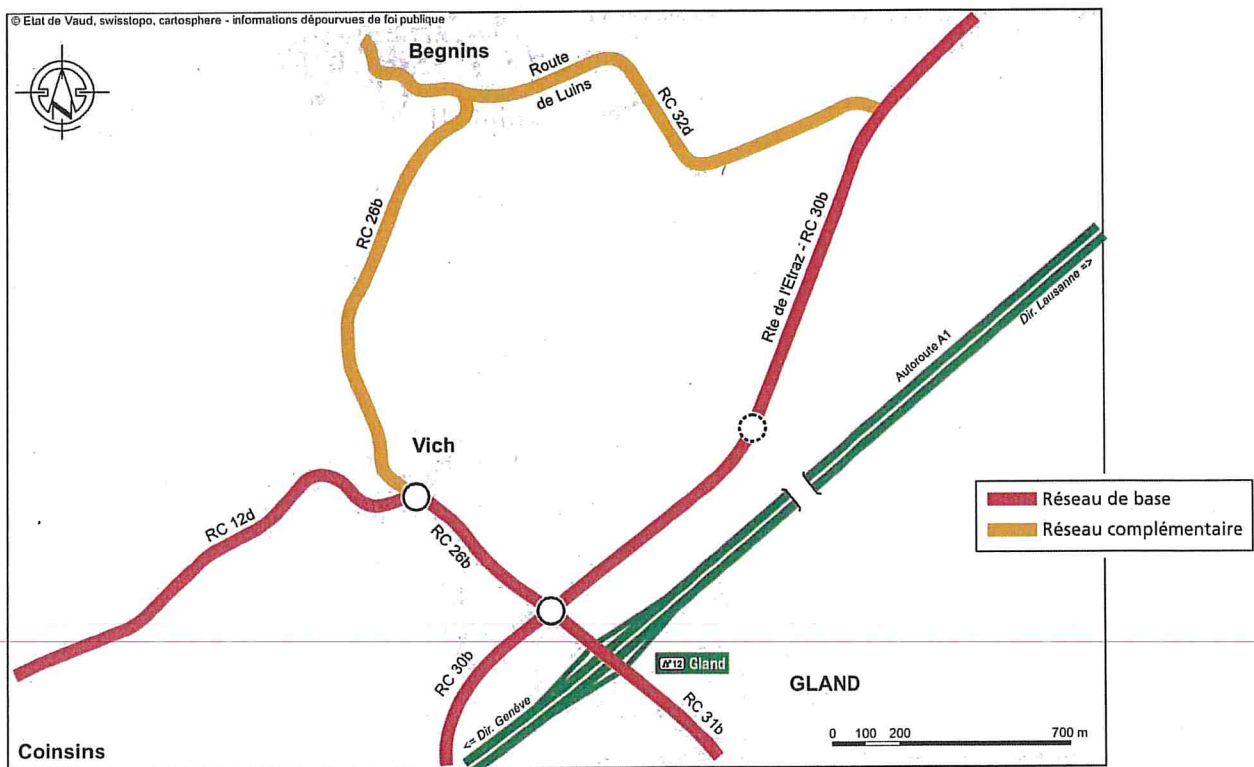 © Etat de Vaud, swisstopo, cartosphere - informations dépourvues de foi publique
Begnins
Route
de Luins
RC 32d
RC 26b
Rte de l'Etraz - RC 30b
Dir. Lausanne =>
Autoroute A1
Vich
Réseau de base
Réseau complémentaire
RC 12d
RC 26b
12 Gland
GLAND
RC 30b
RC 31b
<= Dir. Genève
0 100 200 700 m
Coinsins